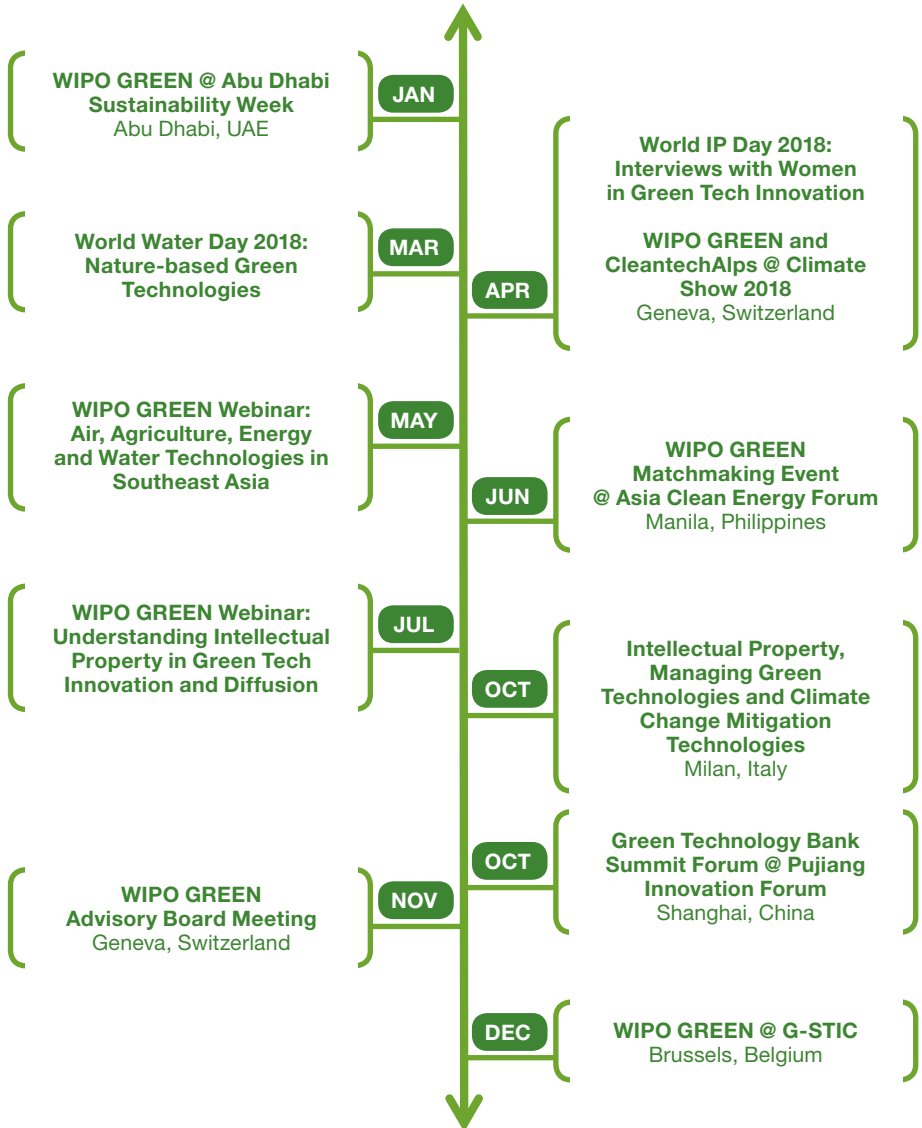 JAN
WIPO GREEN @ Abu Dhabi
Sustainability Week
Abu Dhabi, UAE
MAR
World Water Day 2018:
Nature-based Green
Technologies
APR
World IP Day 2018:
Interviews with Women
in Green Tech Innovation
WIPO GREEN and
CleantechAlps @ Climate
Show 2018
Geneva, Switzerland
MAY
WIPO GREEN Webinar:
Air, Agriculture, Energy
and Water Technologies in
Southeast Asia
JUN
WIPO GREEN
Matchmaking Event
@ Asia Clean Energy Forum
Manila, Philippines
JUL
WIPO GREEN Webinar:
Understanding Intellectual
Property in Green Tech
Innovation and Diffusion
OCT
Intellectual Property,
Managing Green
Technologies and Climate
Change Mitigation
Technologies
Milan, Italy
OCT
Green Technology Bank
Summit Forum @ Pujiang
Innovation Forum
Shanghai, China
NOV
WIPO GREEN
Advisory Board Meeting
Geneva, Switzerland
DEC
WIPO GREEN @ G-STIC
Brussels, Belgium